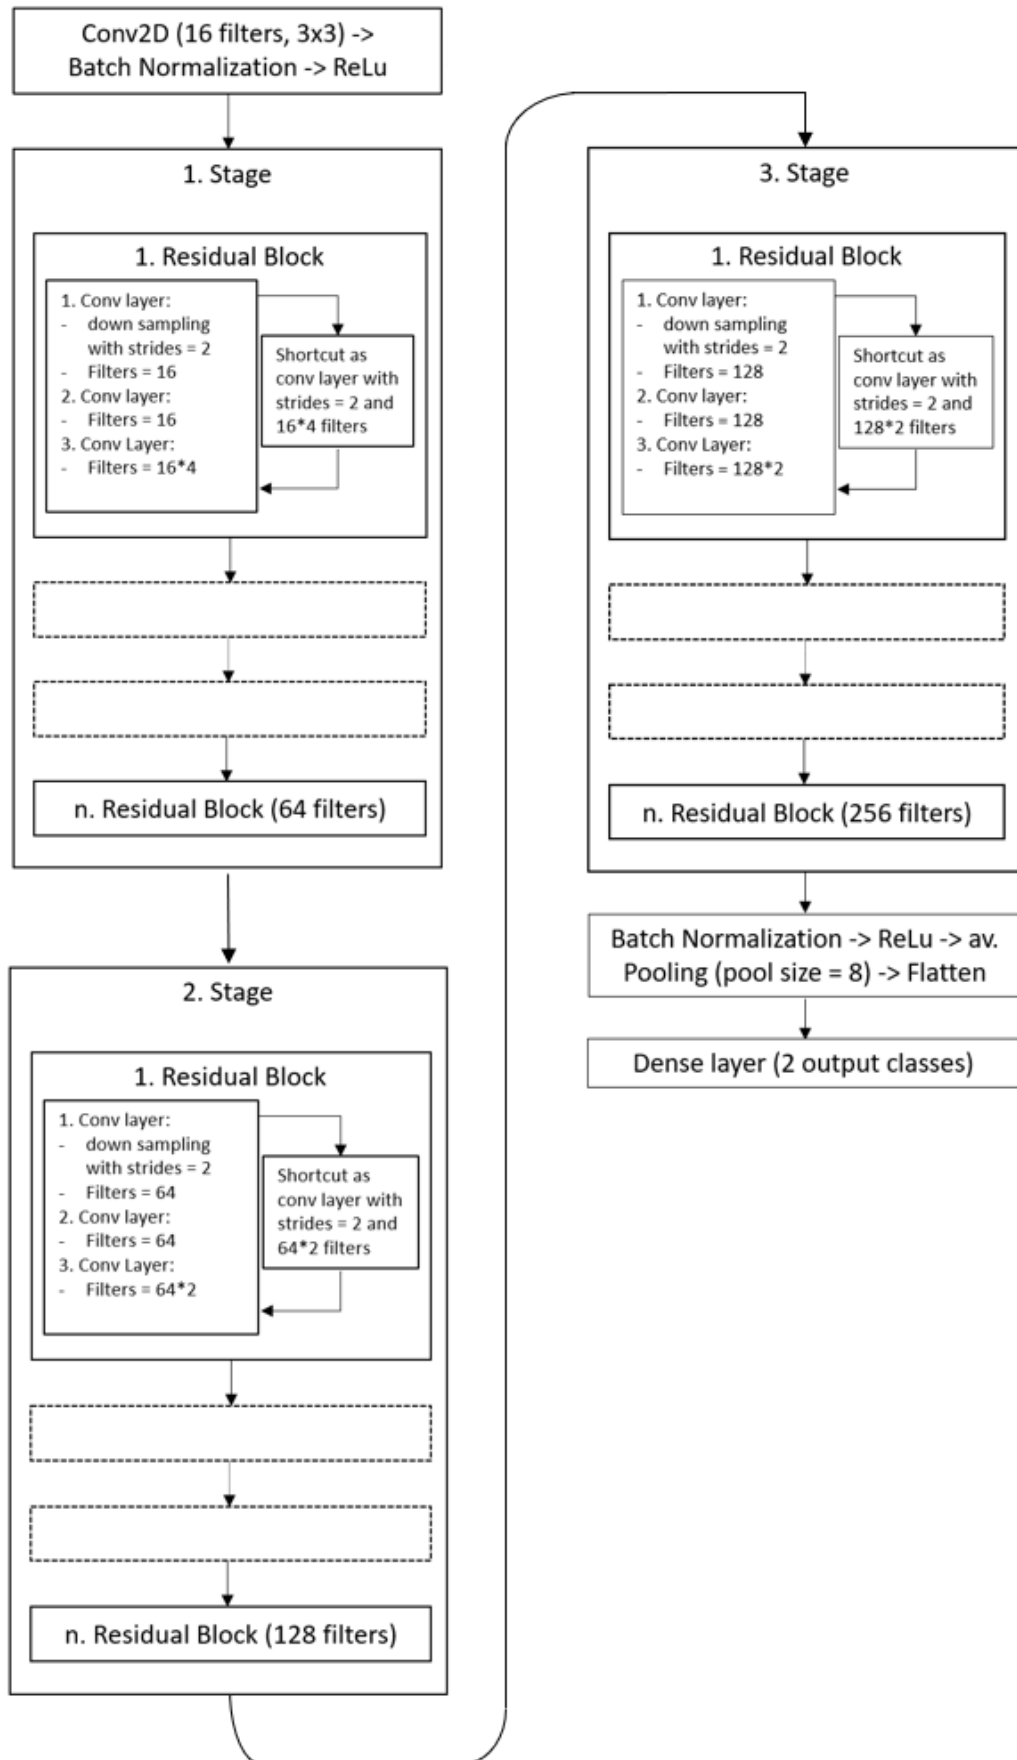 Conv2D (16 filters, 3x3) ->
Batch Normalization -> ReLu
1. Stage
1. Residual Block
1. Conv layer:
- down sampling
with strides = 2
- Filters = 16
2. Conv layer:
- Filters = 16
3. Conv Layer:
- Filters = 16*4
Shortcut as
conv layer with
strides = 2 and
16*4 filters
n. Residual Block (64 filters)
2. Stage
1. Residual Block
1. Conv layer:
- down sampling
with strides = 2
- Filters = 64
2. Conv layer:
- Filters = 64
3. Conv Layer:
- Filters = 64*2
Shortcut as
conv layer with
strides = 2 and
64*2 filters
n. Residual Block (128 filters)
3. Stage
1. Residual Block
1. Conv layer:
- down sampling
with strides = 2
- Filters = 128
2. Conv layer:
- Filters = 128
3. Conv Layer:
- Filters = 128*2
Shortcut as
conv layer with
strides = 2 and
128*2 filters
n. Residual Block (256 filters)
Batch Normalization -> ReLu -> av.
Pooling (pool size = 8) -> Flatten
Dense layer (2 output classes)